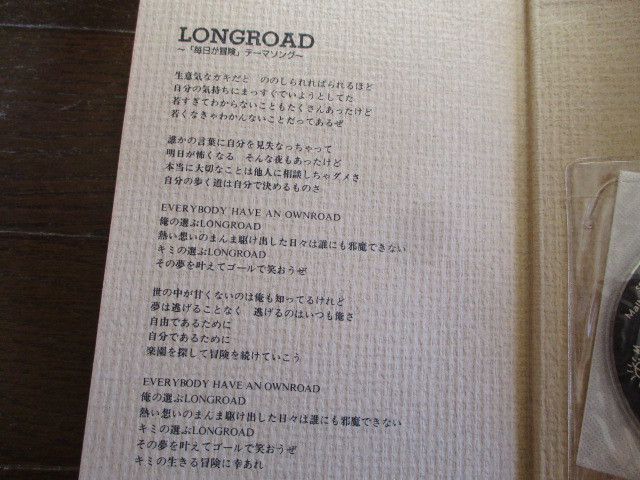 LONGROAD
～「毎日が冒険」テーマソング～
生意気なガキだと　ののしられればられるほど
自分の気持ちにまっすぐでいようとしてた
若すぎてわからないこともたくさんあったけど
若くなきゃわかんないことだってあるぜ
誰かの言葉に自分を見失なっちゃって
明日が怖くなる　そんな夜もあったけど
本当に大切なことは他人に相談しちゃダメさ
自分の歩く道は自分で決めるものさ
EVERYBODY HAVE AN OWNROAD
俺の選ぶLONGROAD
熱い想いのまんま駆け出した日々は誰にも邪魔できない
キミの選ぶLONGROAD
その夢を叶えてゴールで笑おうぜ
世の中が甘くないのは俺も知ってるけれど
夢は逃げることなく　逃げるのはいつも俺さ
自由であるために
自分であるために
楽園を探して冒険を続けていこう
EVERYBODY HAVE AN OWNROAD
俺の選ぶLONGROAD
熱い想いのまんま駆け出した日々は誰にも邪魔できない
キミの選ぶLONGROAD
その夢を叶えてゴールで笑おうぜ
キミの生きる冒険に幸あれ